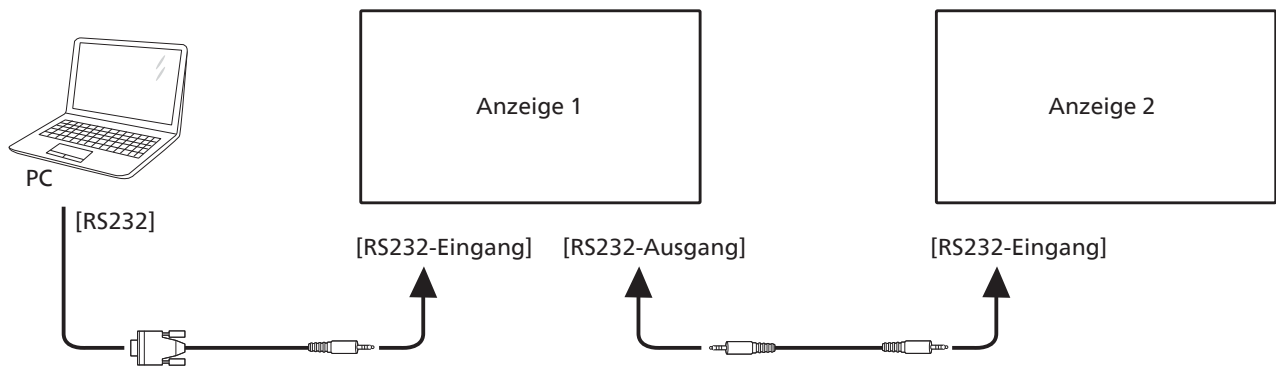 Anzeige 1
Anzeige 2
PC
[RS232]
[RS232-Eingang]
[RS232-Ausgang]
[RS232-Eingang]